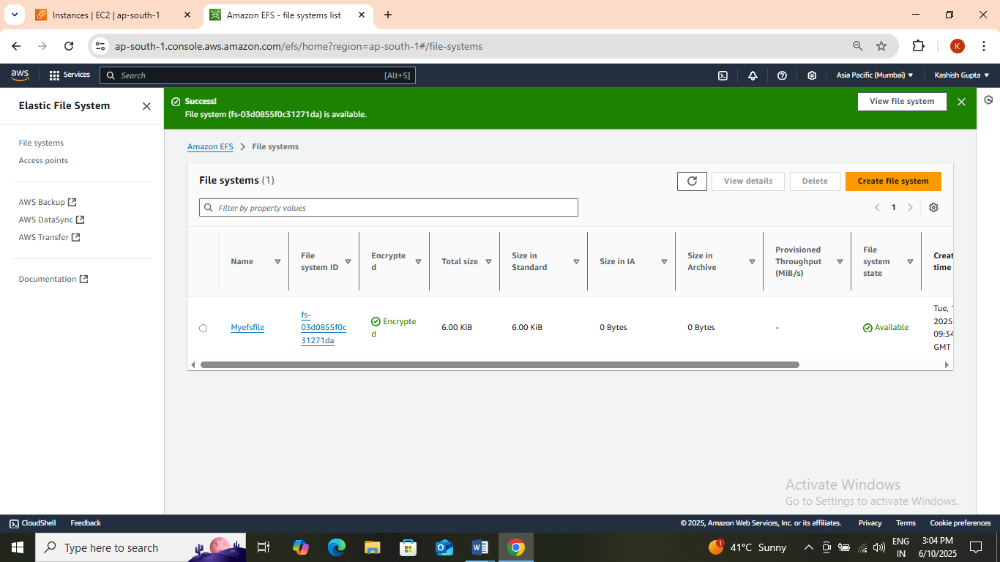 Instances | EC2 | ap-south-1
Amazon EFS - file systems list
ap-south-1.console.aws.amazon.com/efs/home?region=ap-south-1#/file-systems
K
aws
Services
Search
[Alt+S]
Asia Pacific (Mumbai)
Kashish Gupta
Elastic File System
File systems
Access points
AWS Backup
AWS DataSync
AWS Transfer
Documentation
Success!
File system (fs-03d0855f0c31271da) is available.
View file system
Amazon EFS
File systems
File systems (1)
View details
Delete
Create file system
Filter by property values
1
Name
File
system ID
Encrypte
d
Total size
Size in
Standard
Size in IA
Size in
Archive
Provisioned
Throughput
(MiB/s)
File
system
state
Creat
time
Myefsfile
fs-
03d0855f0c
31271da
Encrypte
d
6.00 KiB
6.00 KiB
0 Bytes
0 Bytes
-
Available
Tue,
2025
09:34
GMT
Activate Windows
Go to Settings to activate Windows.
CloudShell
Feedback
© 2025, Amazon Web Services, Inc. or its affiliates.
Privacy
Terms
Cookie preferences
Type here to search
1
41°C Sunny
ENG
IN
3:04 PM
6/10/2025